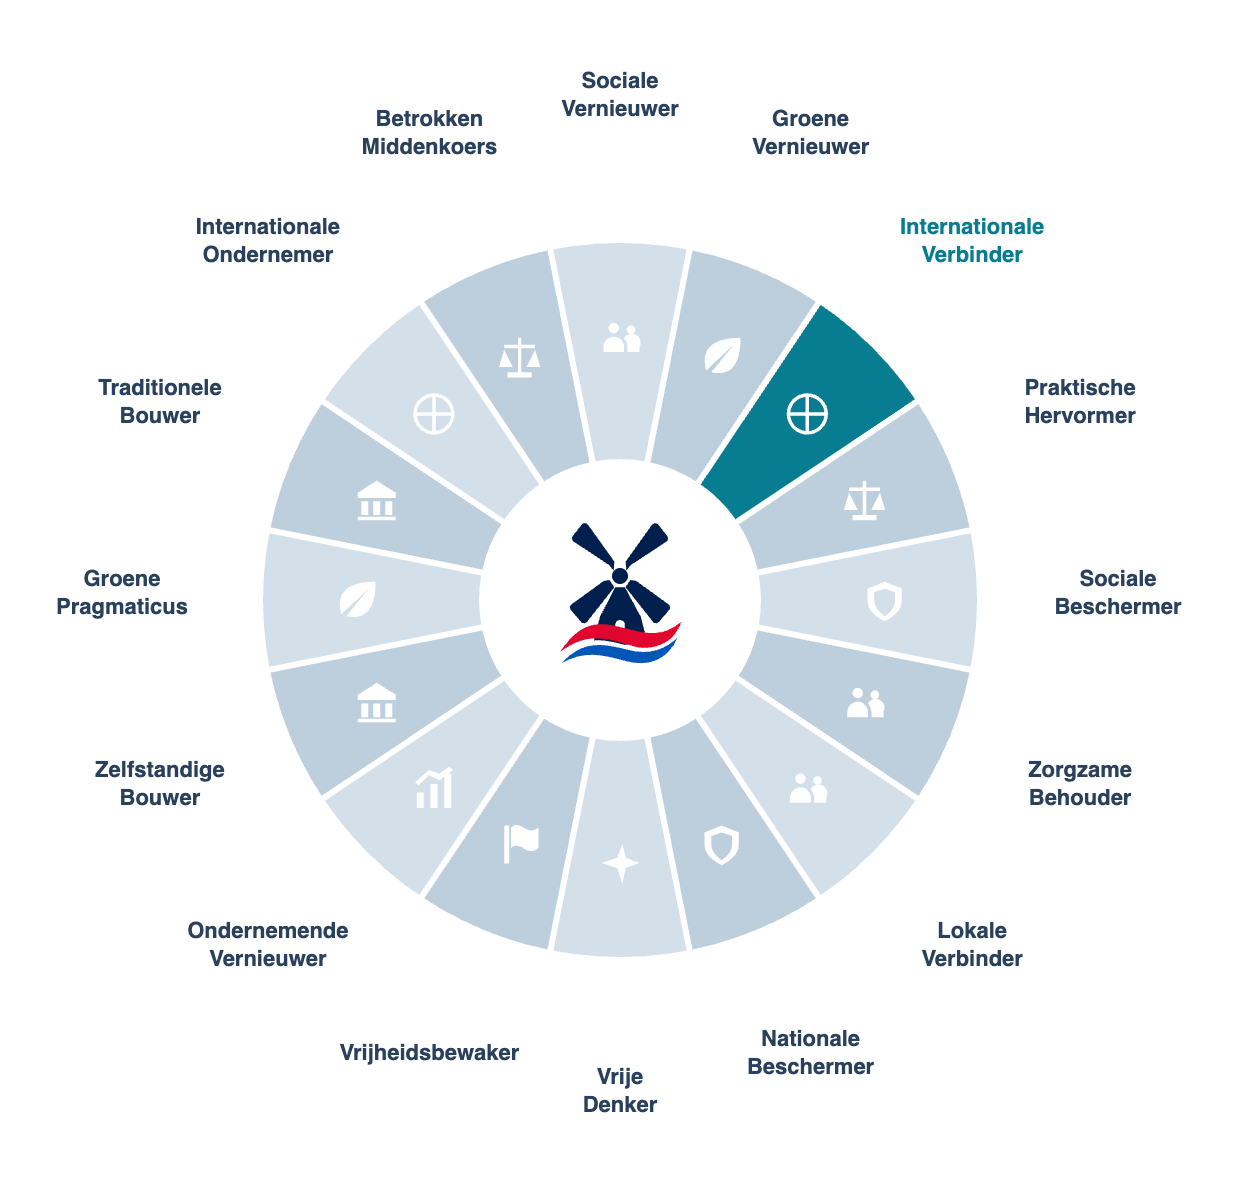 Sociale
Vernieuwer
Groene
Vernieuwer
Internationale
Verbinder
Praktische
Hervormer
Sociale
Beschermer
Zorgzame
Behouder
Lokale
Verbinder
Nationale
Beschermer
Vrije
Denker
Vrijheidsbewaker
Ondernemende
Vernieuwer
Zelfstandige
Bouwer
Groene
Pragmaticus
Traditionele
Bouwer
Internationale
Ondernemer
Betrokken
Middenkoers